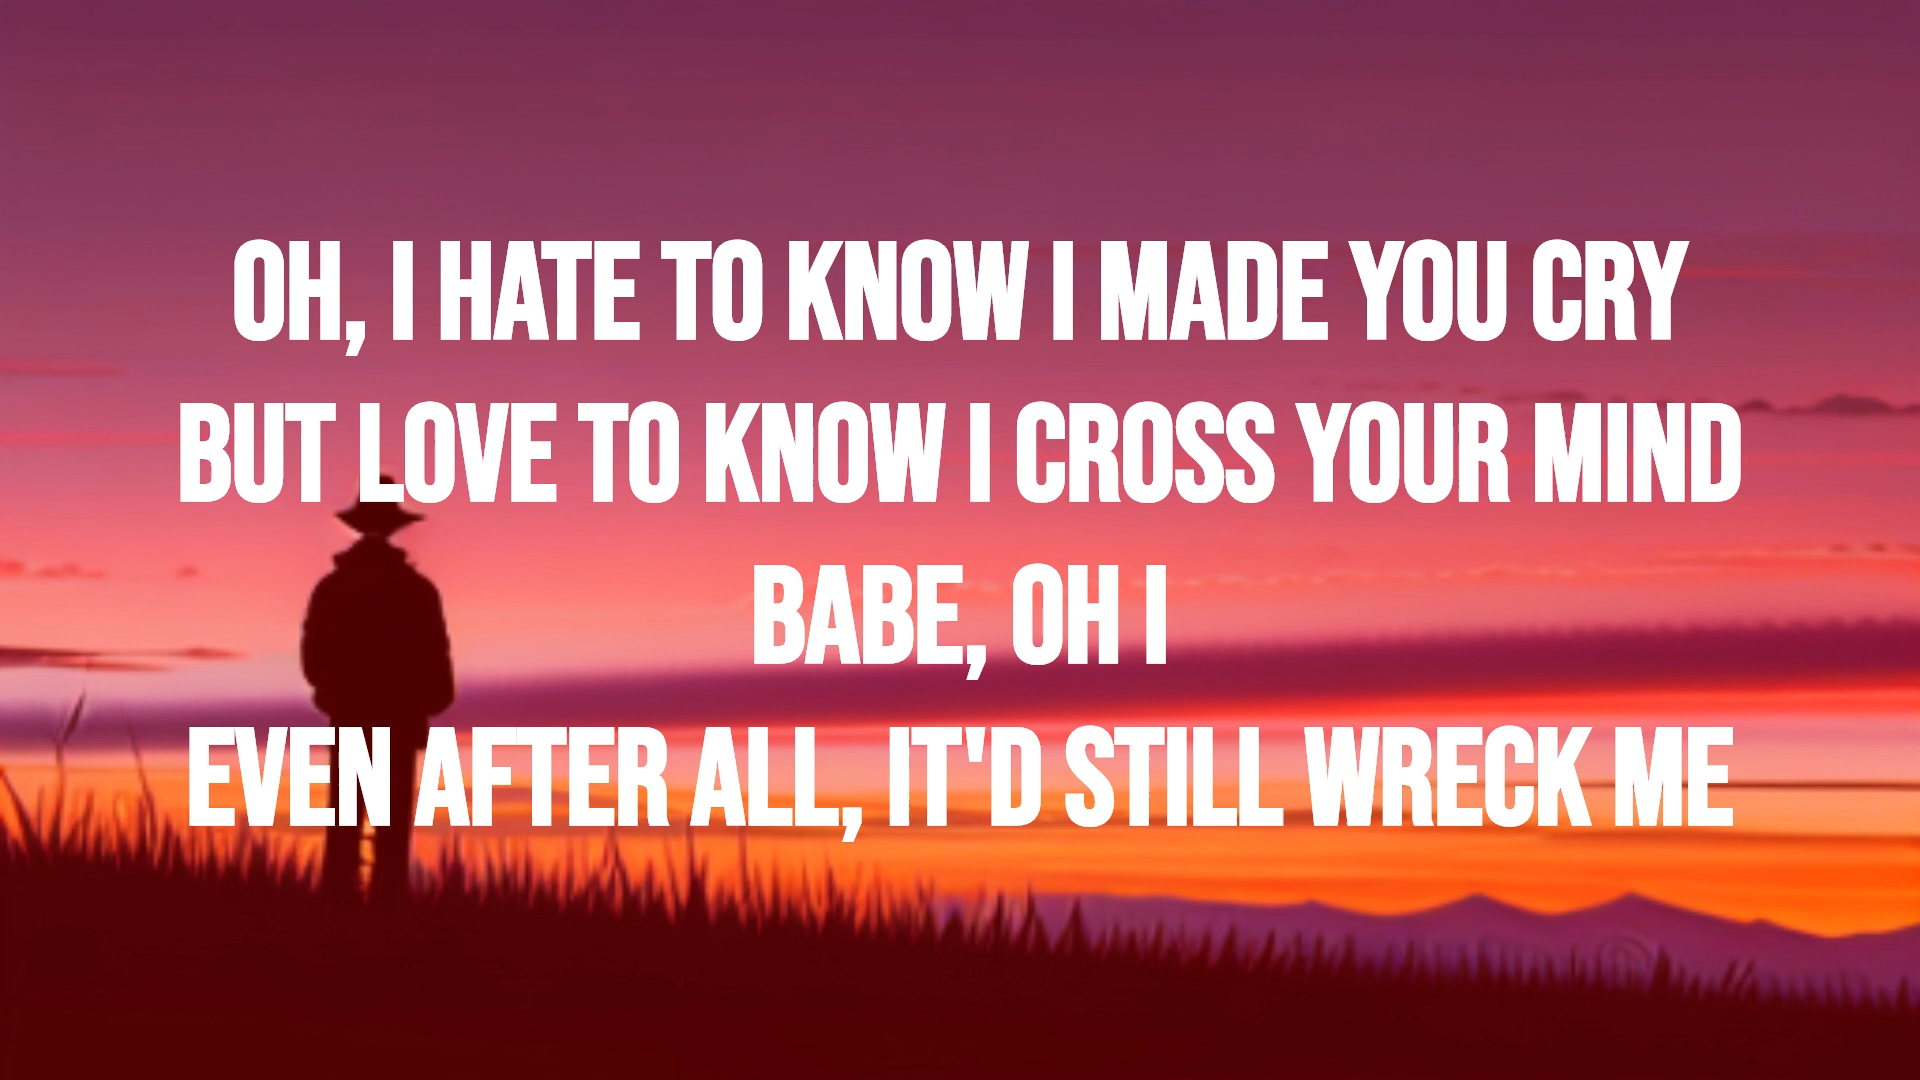 OH, I HATE TO KNOW I MADE YOU CRY
BUT LOVE TO KNOW I CROSS YOUR MIND
BABE, OH I
EVEN AFTER ALL, IT'D STILL WRECK ME